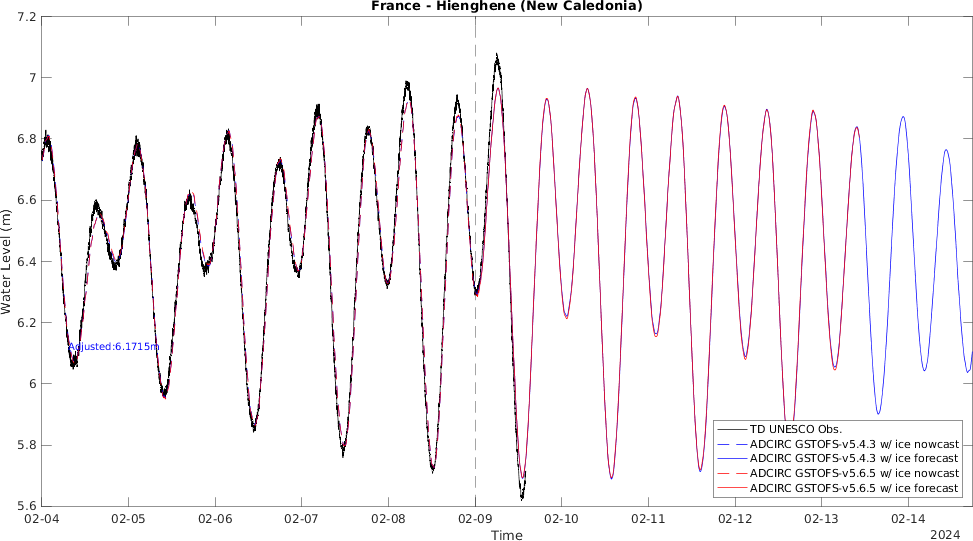 France - Hienghene (New Caledonia)
Water Level (m)
7.2
7
6.8
6.6
6.4
6.2
6
5.8
5.6
Adjusted:6.1715m
TD UNESCO Obs.
ADCIRC GSTOFS-v5.4.3 w/ ice nowcast
ADCIRC GSTOFS-v5.4.3 w/ ice forecast
ADCIRC GSTOFS-v5.6.5 w/ ice nowcast
ADCIRC GSTOFS-v5.6.5 w/ ice forecast
02-04 02-05 02-06 02-07 02-08 02-09 02-10 02-11 02-12 02-13 02-14
Time
2024